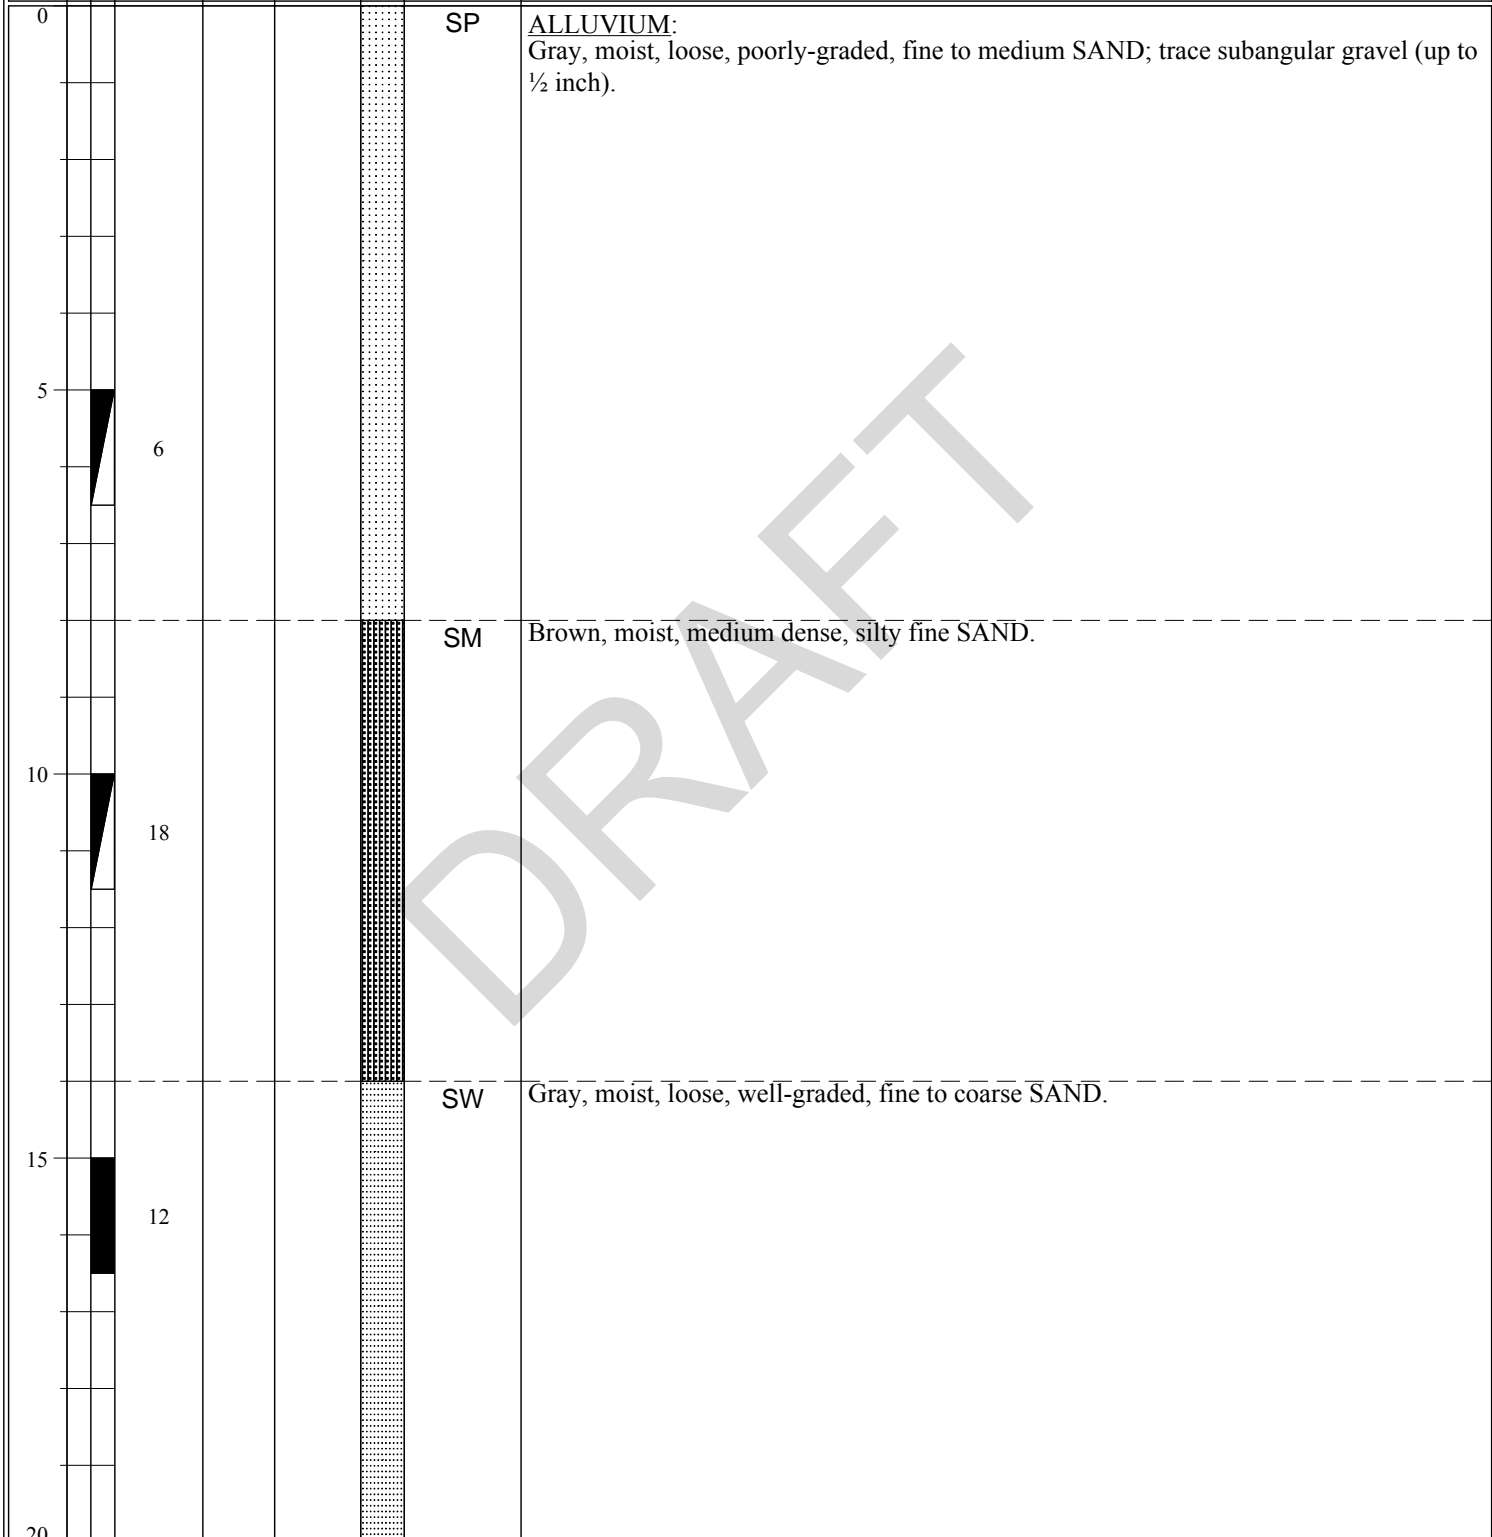 0
SP
ALLUVIUM:
Gray, moist, loose, poorly-graded, fine to medium SAND; trace subangular gravel (up to
½ inch).
5
6
SM
Brown, moist, medium dense, silty fine SAND.
10
18
SW
Gray, moist, loose, well-graded, fine to coarse SAND.
15
12
20
DRAFT